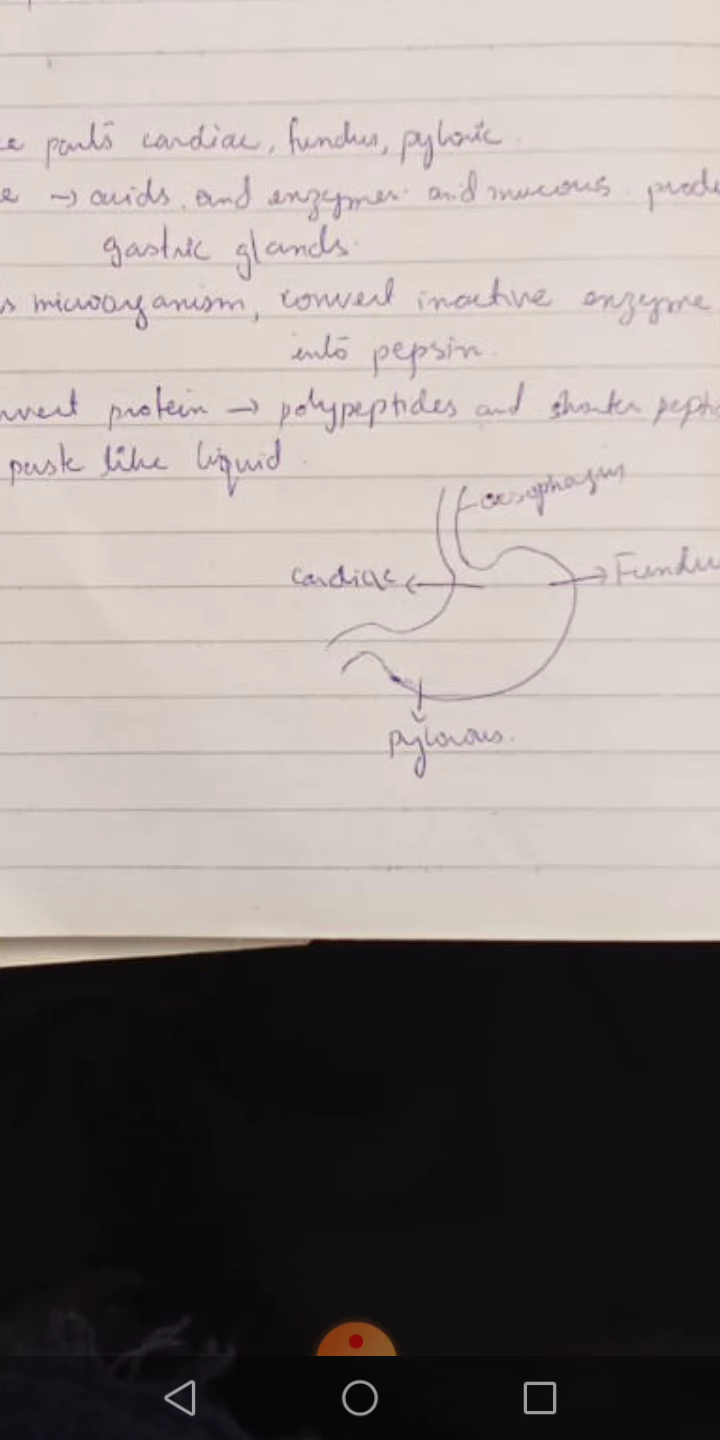 parts cardiac, fundus, pyloric
→ acids and enzymes and mucous
gastric glands.
microorganism, convert inactive enzyme
into pepsin.
protein → polypeptides and shorter
paste like liquid.
oesophagus
cardiac
pylorous.